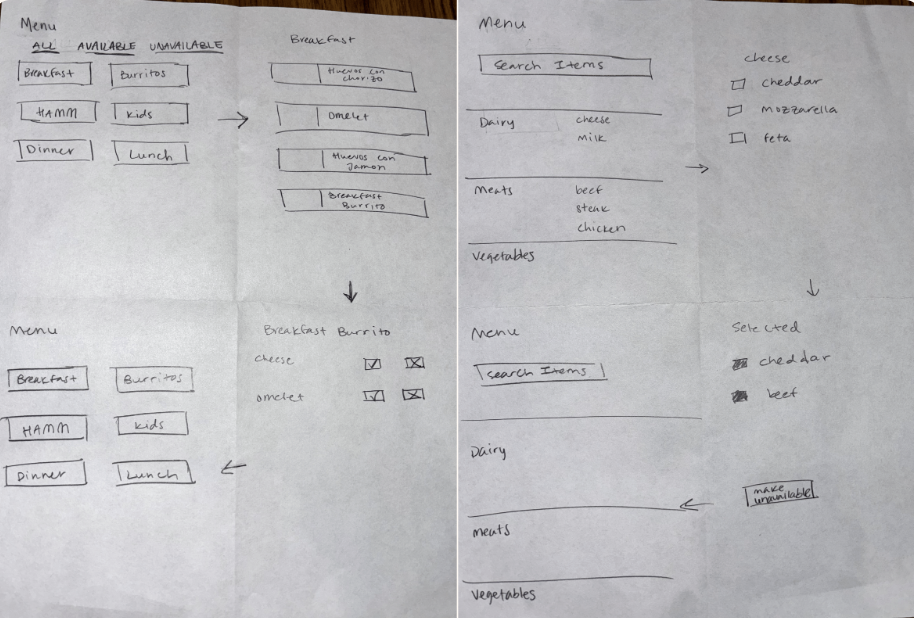 Menu
ALL AVAILABLE UNAVAILABLE
Breakfast Burritos
HAMM Kids
Dinner Lunch
Breakfast
Huevos con
chorizo
Omelet
Huevos con
Jamon
Breakfast
Burrito
Menu
Breakfast Burritos
HAMM Kids
Dinner Lunch
Breakfast Burrito
cheese
omelet
Menu
Search Items
Dairy cheese
milk
Meats beef
steak
chicken
Vegetables
cheese
cheddar
mozzarella
feta
Menu
Search Items
Dairy
Meats
Vegetables
Selected
cheddar
beef
make
unavailable